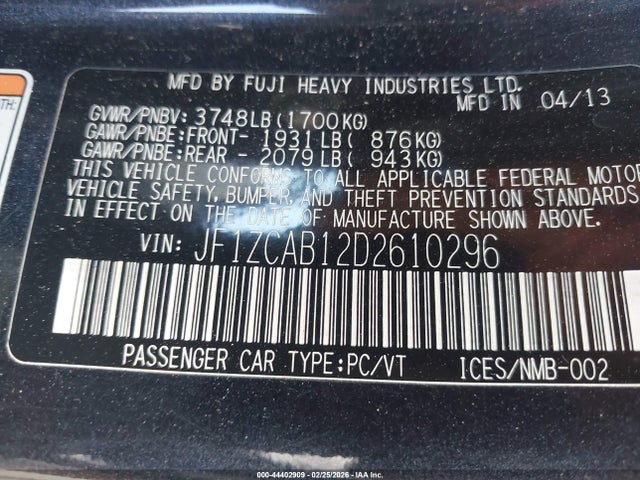 TH:
MFD BY FUJI HEAVY INDUSTRIES LTD.
MFD IN 04/13
GVWR/PNBV: 3748LB(1700KG)
GAWR/PNBE:FRONT- 1931LB( 876KG)
GAWR/PNBE:REAR - 2079LB( 943KG)
THIS VEHICLE CONFORMS TO ALL APPLICABLE FEDERAL MOTOR
VEHICLE SAFETY, BUMPER, AND THEFT PREVENTION STANDARDS
IN EFFECT ON THE DATE OF MANUFACTURE SHOWN ABOVE.
VIN: JF1ZCAB12D2610296
PASSENGER CAR TYPE:PC/VT ICES/NMB-002
000-44402909 - 02/25/2026 - IAA Inc.